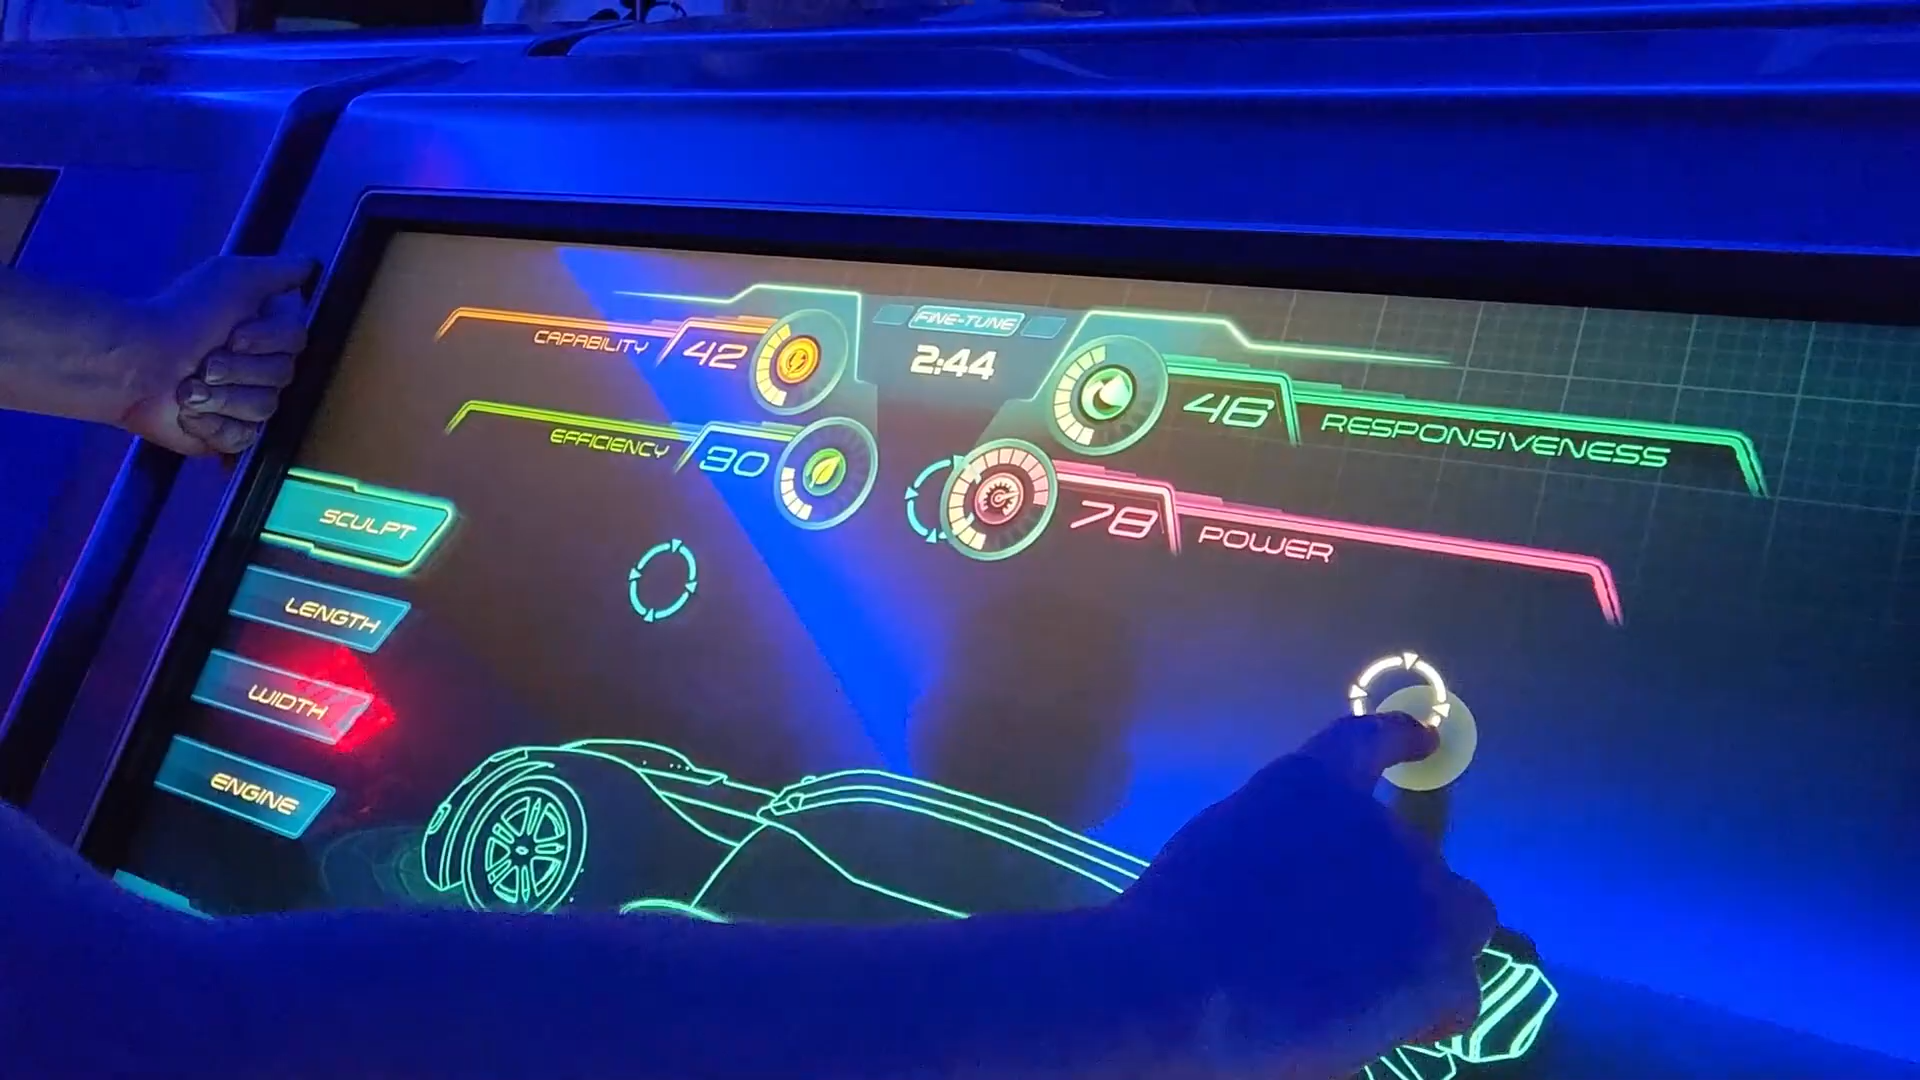 FINE-TUNE
2:44
CAPABILITY 42
EFFICIENCY 30
46 RESPONSIVENESS
78 POWER
SCULPT
LENGTH
WIDTH
ENGINE